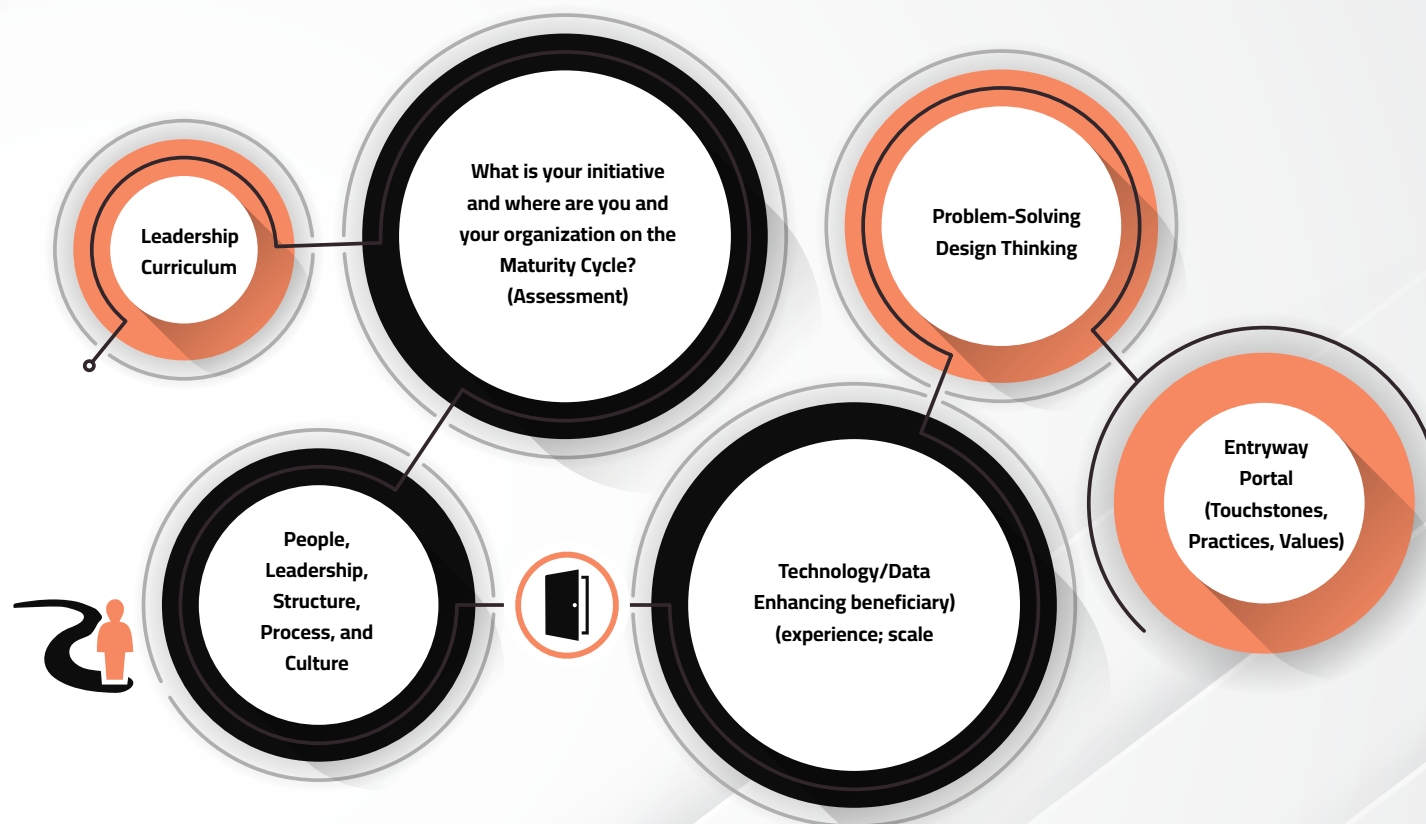 Leadership
Curriculum
What is your initiative
and where are you and
your organization on the
Maturity Cycle?
(Assessment)
Problem-Solving
Design Thinking
Entryway
Portal
(Touchstones,
Practices, Values)
People,
Leadership,
Structure,
Process, and
Culture
Technology/Data
Enhancing beneficiary)
(experience; scale